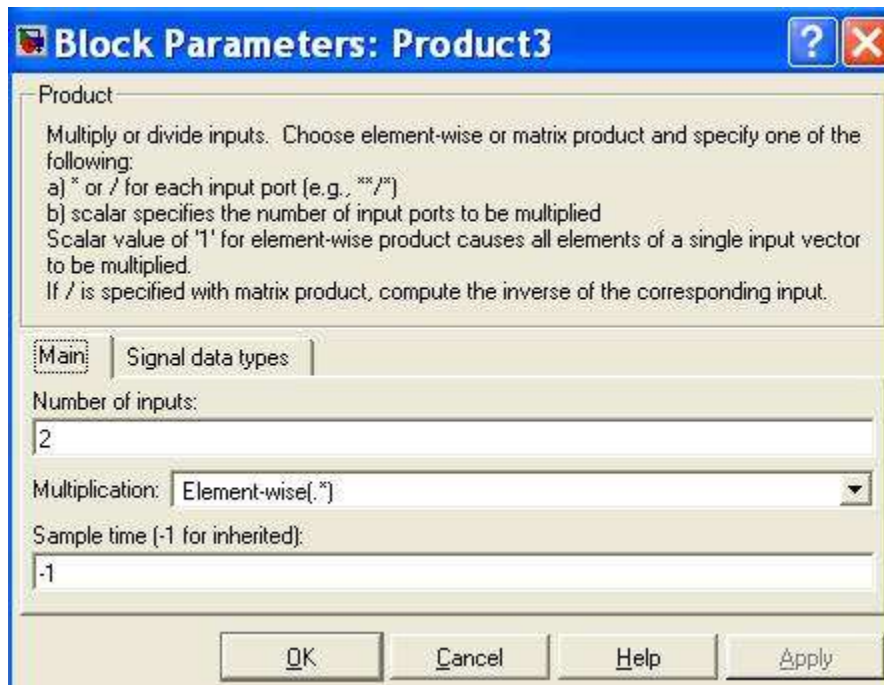 Block Parameters: Product3
Product
Multiply or divide inputs.  Choose element-wise or matrix product and specify one of the
following:
a) * or / for each input port (e.g., **/*)
b) scalar specifies the number of input ports to be multiplied
Scalar value of '1' for element-wise product causes all elements of a single input vector
to be multiplied.
If / is specified with matrix product, compute the inverse of the corresponding input.
Main
Signal data types
Number of inputs:
2
Multiplication: Element-wise(.*)
Sample time (-1 for inherited):
-1
OK Cancel Help Apply